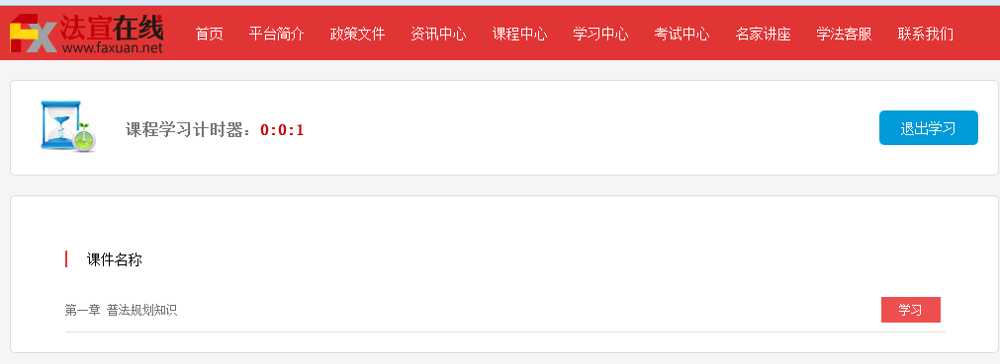 法宣在线
www.faxuan.net
首页 平台简介 政策文件 资讯中心 课程中心 学习中心 考试中心 名家讲座 学法客服 联系我们
课程学习计时器：0:0:1
退出学习
课件名称
第一章 普法规划知识
学习